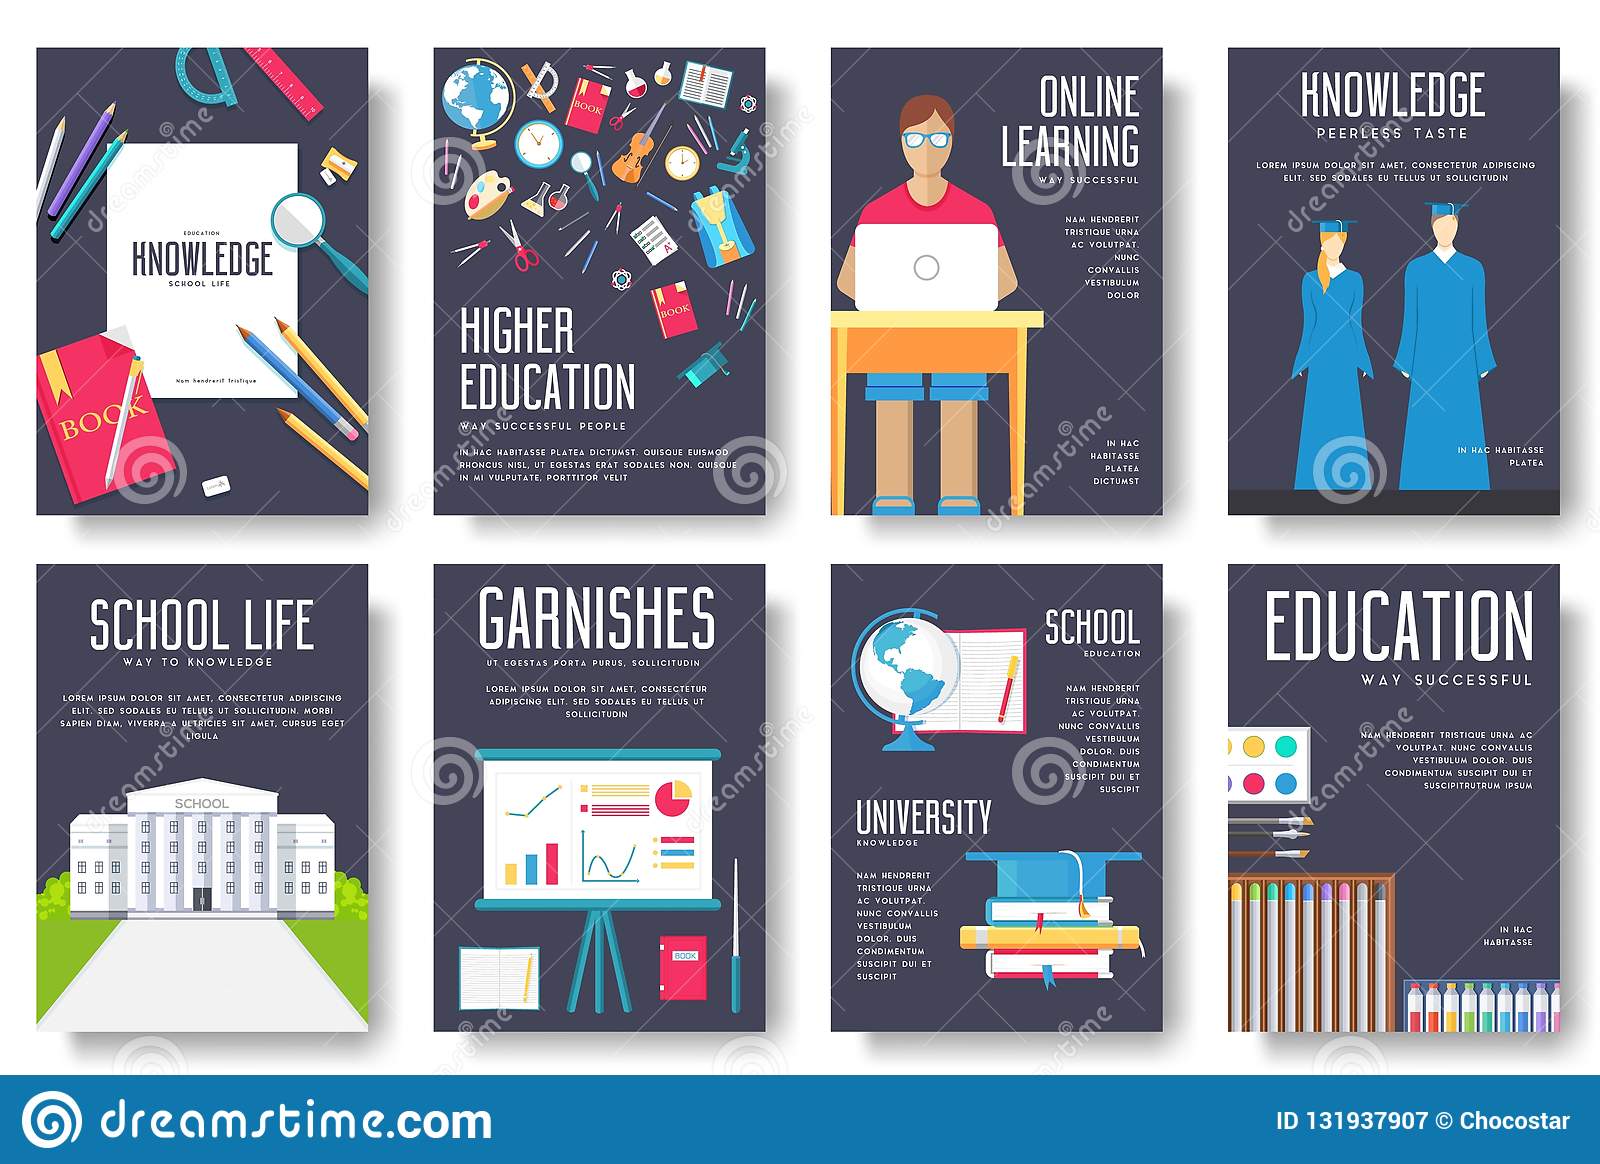 EDUCATION
KNOWLEDGE
SCHOOL LIFE
Nam hendrerit tristique
BOOK
BOOK
BOOK
HIGHER
EDUCATION
WAY SUCCESSFUL PEOPLE
IN HAC HABITASSE PLATEA DICTUMST. QUISQUE EUISMOD
RHONCUS NISL, UT EGESTAS ERAT SODALES NON. QUISQUE
IN MI VULPUTATE, PORTTITOR VELIT
ONLINE
LEARNING
WAY SUCCESSFUL
NAM HENDRERIT
TRISTIQUE URNA
AC VOLUTPAT.
NUNC
CONVALLIS
VESTIBULUM
DOLOR
IN HAC
HABITASSE
PLATEA
DICTUMST
KNOWLEDGE
PEERLESS TASTE
LOREM IPSUM DOLOR SIT AMET, CONSECTETUR ADIPISCING
ELIT. SED SODALES EU TELLUS UT SOLLICITUDIN
IN HAC HABITASSE
PLATEA
SCHOOL LIFE
WAY TO KNOWLEDGE
LOREM IPSUM DOLOR SIT AMET, CONSECTETUR ADIPISCING
ELIT. SED SODALES EU TELLUS UT SOLLICITUDIN. MORBI
SAPIEN DIAM, VIVERRA A ULTRICIES SIT AMET, CURSUS EGET
LIGULA
SCHOOL
GARNISHES
UT EGESTAS PORTA PURUS, SOLLICITUDIN
LOREM IPSUM DOLOR SIT AMET, CONSECTETUR
ADIPISCING ELIT. SED SODALES EU TELLUS UT
SOLLICITUDIN
BOOK
SCHOOL
EDUCATION
NAM HENDRERIT
TRISTIQUE URNA
AC VOLUTPAT.
NUNC CONVALLIS
VESTIBULUM
DOLOR. DUIS
CONDIMENTUM
SUSCIPIT DUI ET
SUSCIPIT
UNIVERSITY
KNOWLEDGE
NAM HENDRERIT
TRISTIQUE URNA
AC VOLUTPAT.
NUNC CONVALLIS
VESTIBULUM
DOLOR. DUIS
CONDIMENTUM
SUSCIPIT DUI ET
SUSCIPIT
EDUCATION
WAY SUCCESSFUL
NAM HENDRERIT TRISTIQUE URNA AC
VOLUTPAT. NUNC CONVALLIS
VESTIBULUM DOLOR. DUIS
CONDIMENTUM SUSCIPIT DUI ET
SUSCIPITRUTRUM IPSUM
IN HAC
HABITASSE
dreamstime.com
ID 131937907 © Chocostar